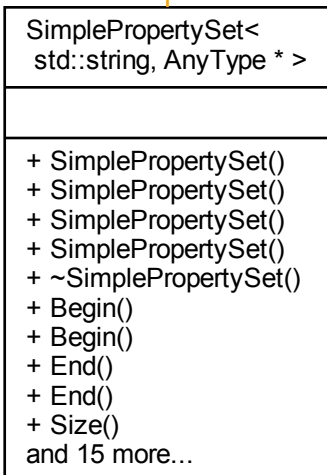 SimplePropertySet<
std::string, AnyType * >
+ SimplePropertySet()
+ SimplePropertySet()
+ SimplePropertySet()
+ SimplePropertySet()
+ ~SimplePropertySet()
+ Begin()
+ Begin()
+ End()
+ End()
+ Size()
and 15 more...